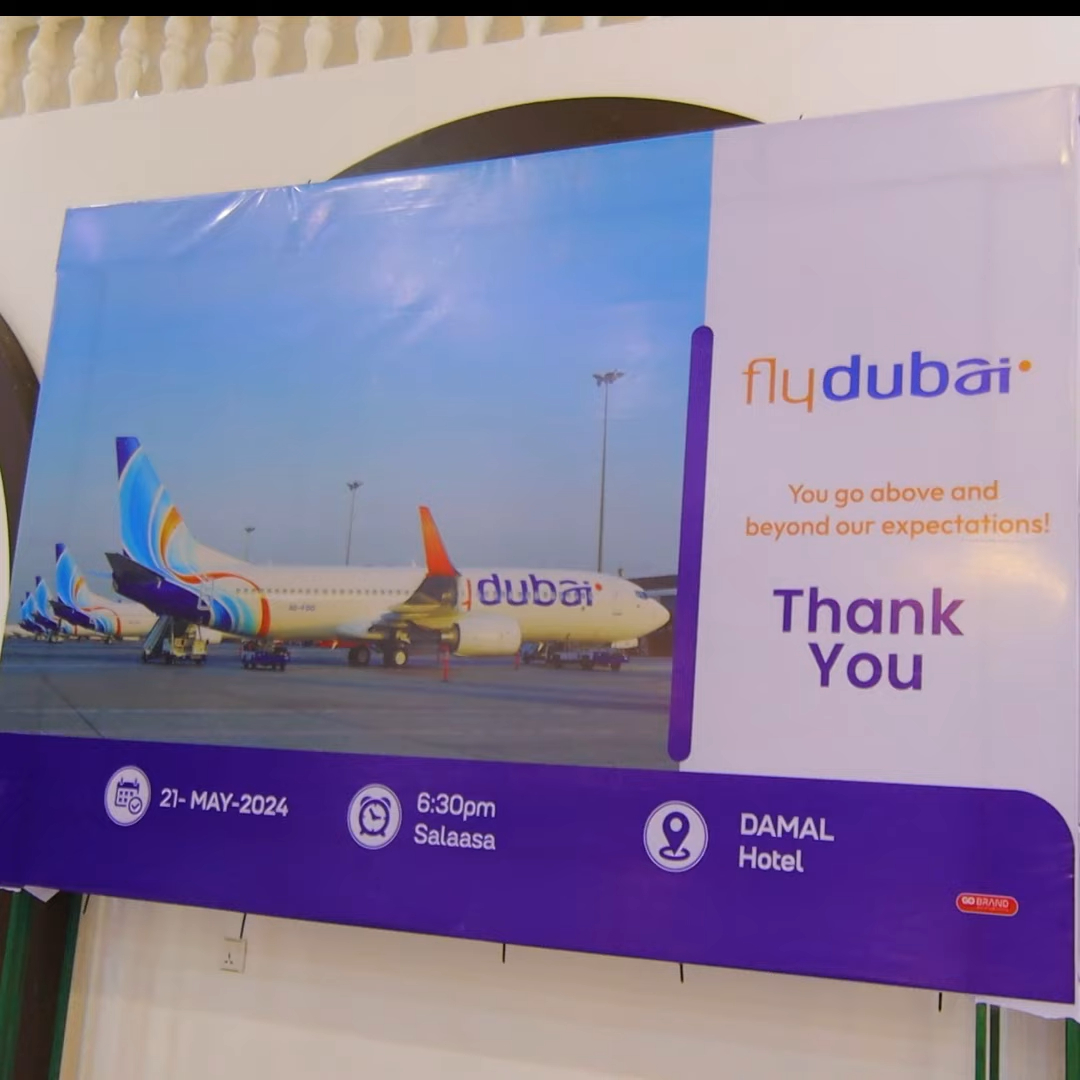 flydubai
You go above and
beyond our expectations!
Thank
You
dubai
21- MAY-2024
6:30pm
Salaasa
DAMAL
Hotel
GO BRAND